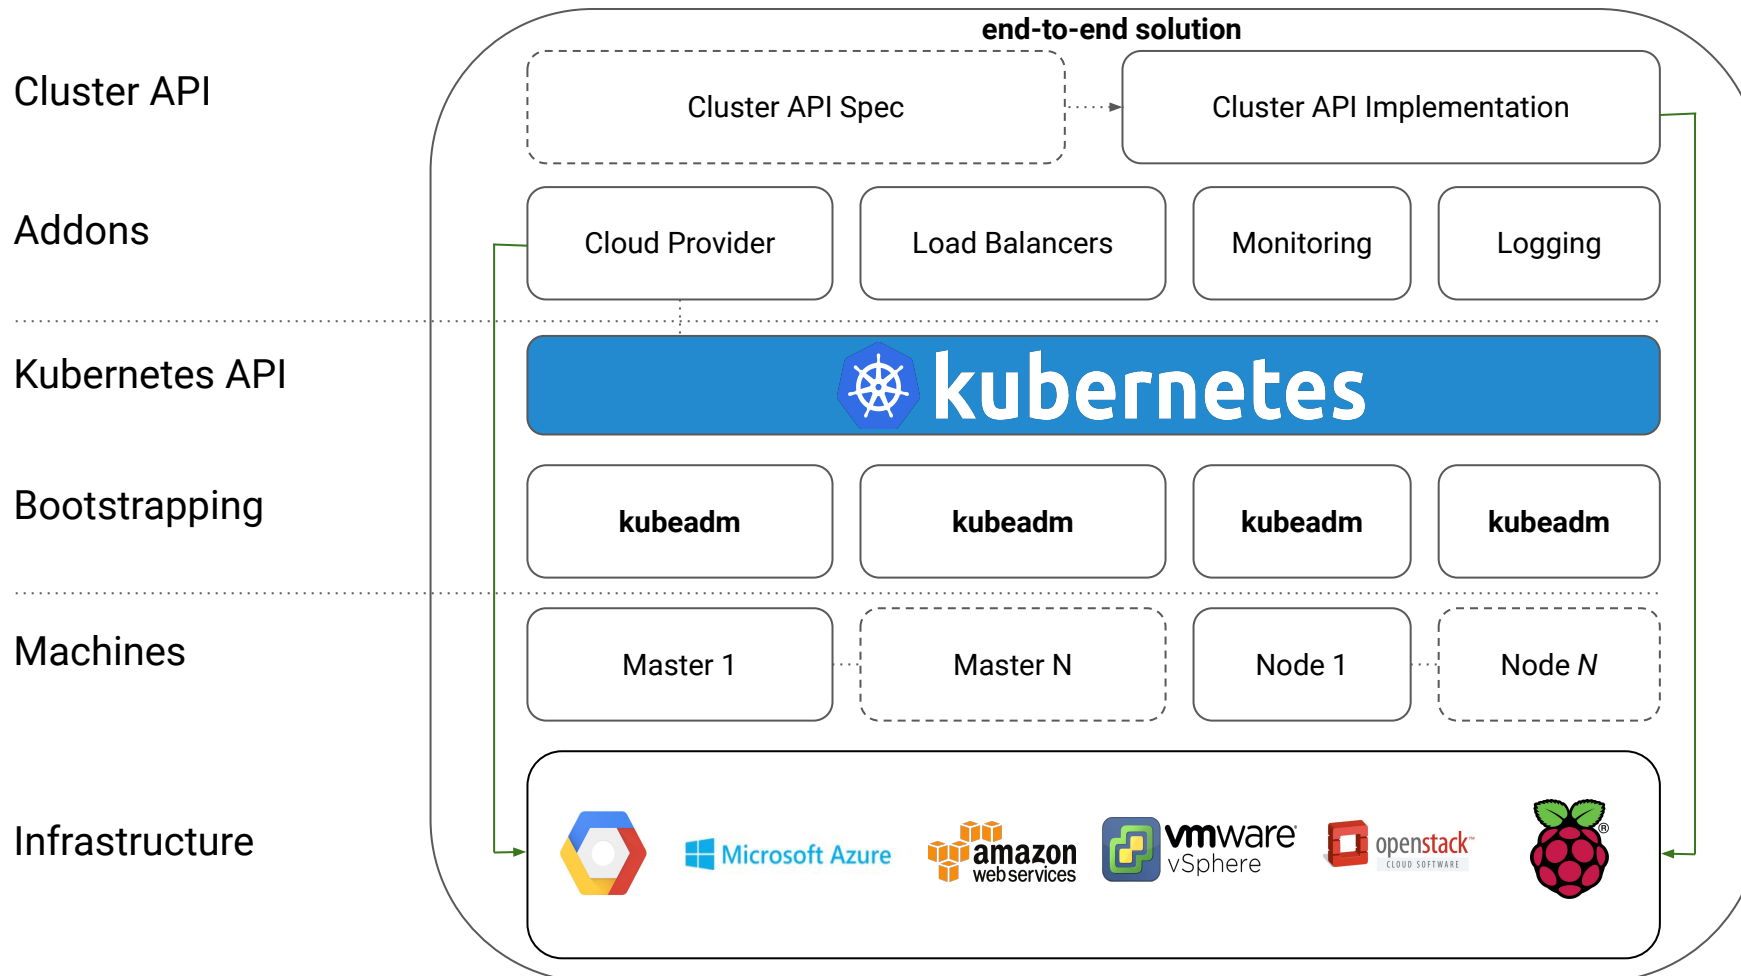 end-to-end solution
Cluster API
Cluster API Spec
Cluster API Implementation
Addons
Cloud Provider
Load Balancers
Monitoring
Logging
Kubernetes API
kubernetes
Bootstrapping
kubeadm
kubeadm
kubeadm
kubeadm
Machines
Master 1
Master N
Node 1
Node N
Infrastructure
Microsoft Azure
amazon
web services
vmware®
vSphere
openstack™
CLOUD SOFTWARE
®